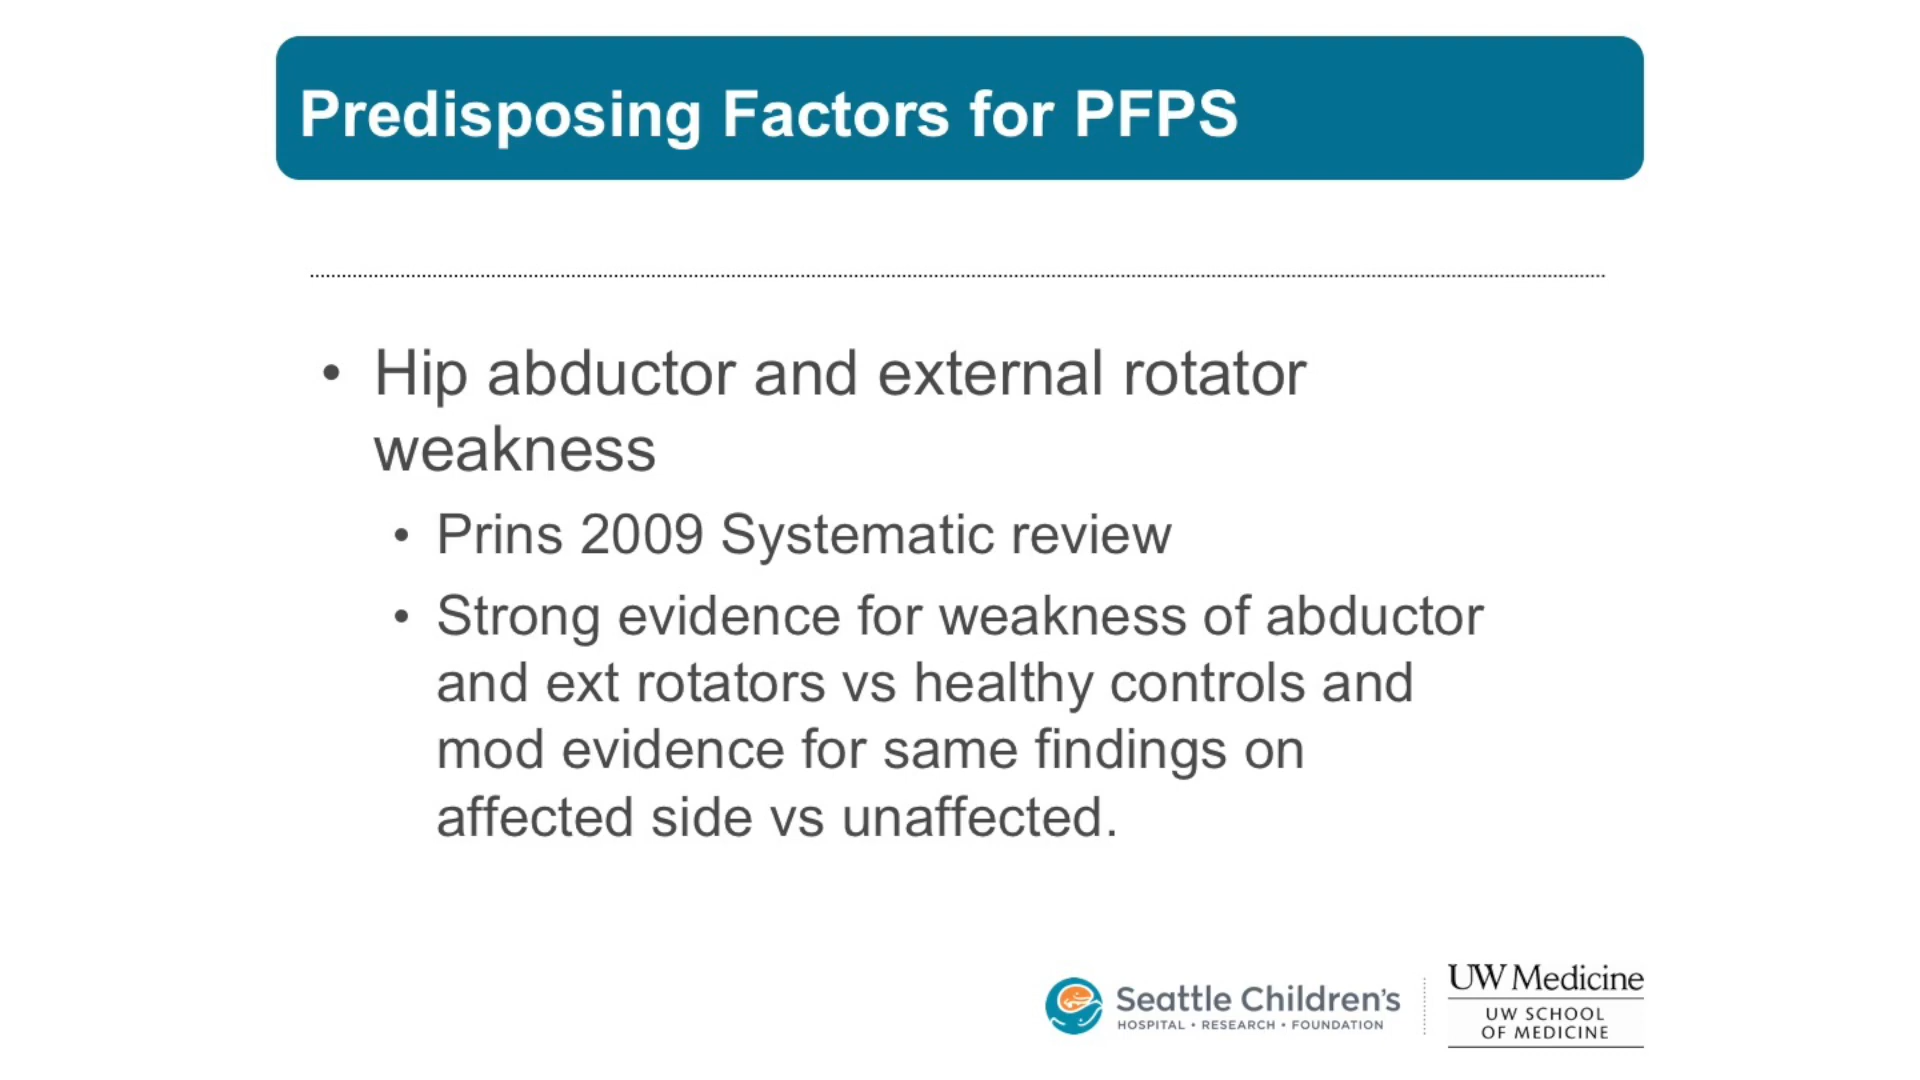 Predisposing Factors for PFPS
• Hip abductor and external rotator
weakness
• Prins 2009 Systematic review
• Strong evidence for weakness of abductor
and ext rotators vs healthy controls and
mod evidence for same findings on
affected side vs unaffected.
Seattle Children's
HOSPITAL • RESEARCH • FOUNDATION
UW Medicine
UW SCHOOL
OF MEDICINE